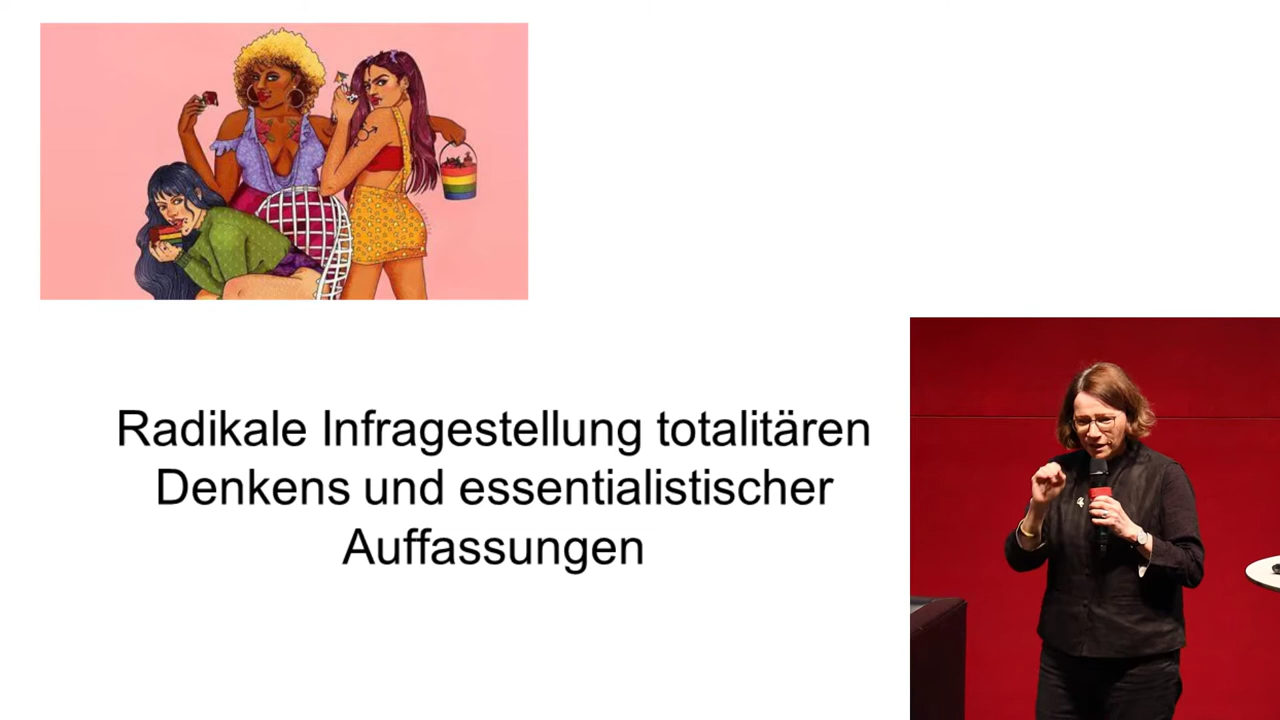 Radikale Infragestellung totalitären
Denkens und essentialistischer
Auffassungen